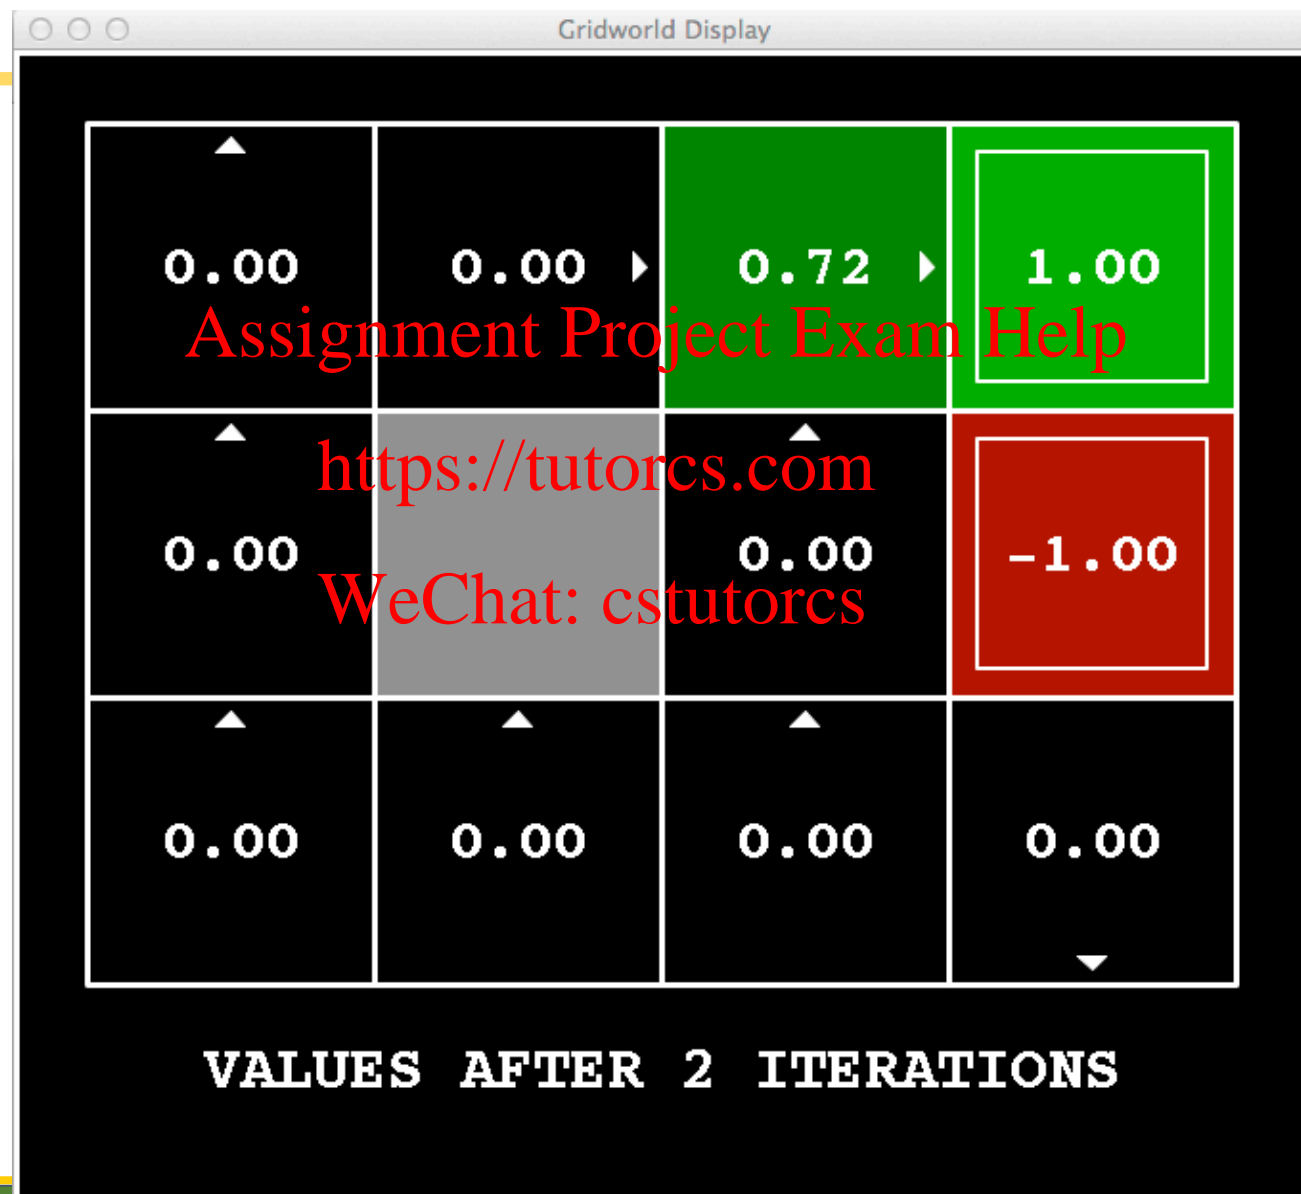 Gridworld Display
0.00 0.00 0.72 1.00
Assignment Project Exam Help
https://tutorcs.com
0.00 0.00 -1.00
WeChat: cstutorcs
0.00 0.00 0.00 0.00
VALUES AFTER 2 ITERATIONS